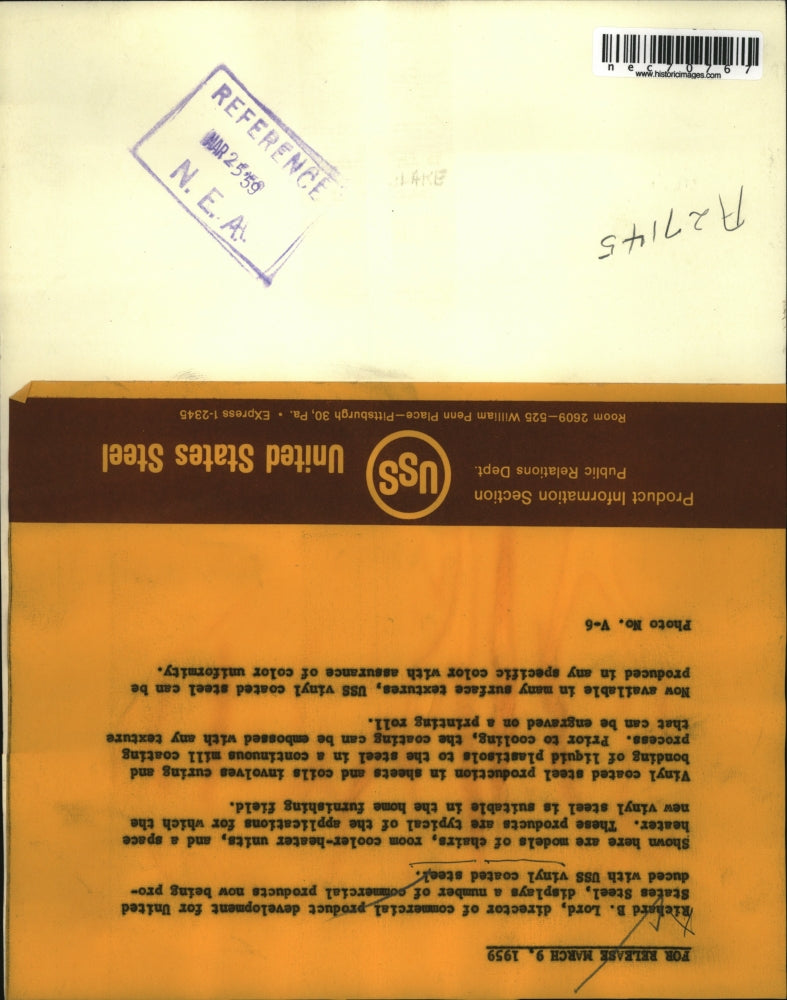 nec70767
www.historicimages.com
REFERENCE
MAR 25 '59
N. E. A.
LAKE
A27145
FOR RELEASE MARCH 9, 1959
Richard B. Lord, director of commercial product development for United
States Steel, displays a number of commercial products now being pro-
duced with USS vinyl coated steel.
Shown here are models of chairs, room cooler-heater units, and a space
heater. These products are typical of the applications for which the
new vinyl steel is suitable in the home furnishing field.
Vinyl coated steel production in sheets and coils involves curing and
bonding of liquid plastisols to the steel in a continuous mill coating
process. Prior to cooling, the coating can be embossed with any texture
that can be engraved on a printing roll.
Now available in many surface textures, USS vinyl coated steel can be
produced in any specific color with assurance of color uniformity.
Photo No. V-6
Product Information Section
Public Relations Dept.
USS
United States Steel
Room 2609—525 William Penn Place—Pittsburgh 30, Pa. • EXpress 1-2345